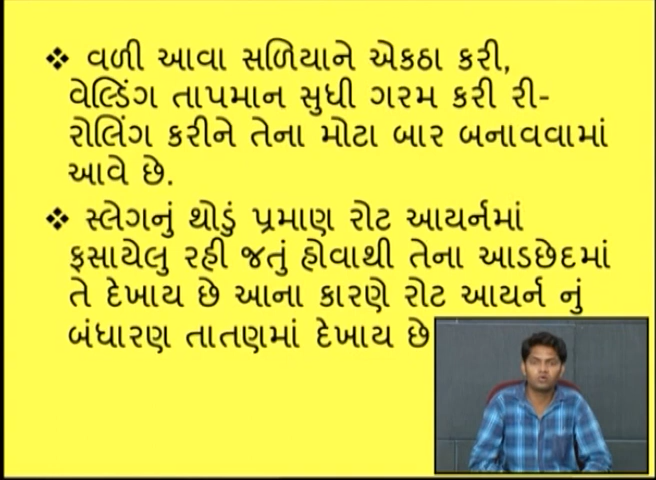 ❖ વળી આવા સળિયાને એકઠા કરી,
વેલ્ડિંગ તાપમાન સુધી ગરમ કરી રી-
રોલિંગ કરીને તેના મોટા બાર બનાવવામાં
આવે છે.
❖ સ્લેગનું થોડું પ્રમાણ રોટ આયર્નમાં
ફસાયેલુ રહી જતું હોવાથી તેના આડછેદમાં
તે દેખાય છે આના કારણે રોટ આયર્ન નું
બંધારણ તાતણમાં દેખાય છે